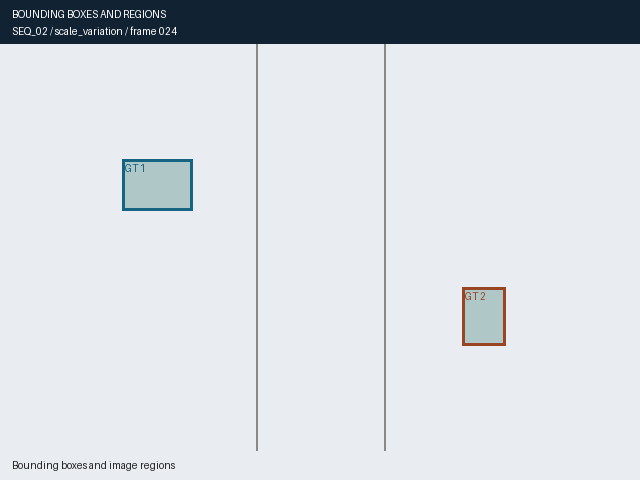 BOUNDING BOXES AND REGIONS
SEQ_02 / scale_variation / frame 024
GT1
GT2
Bounding boxes and image regions